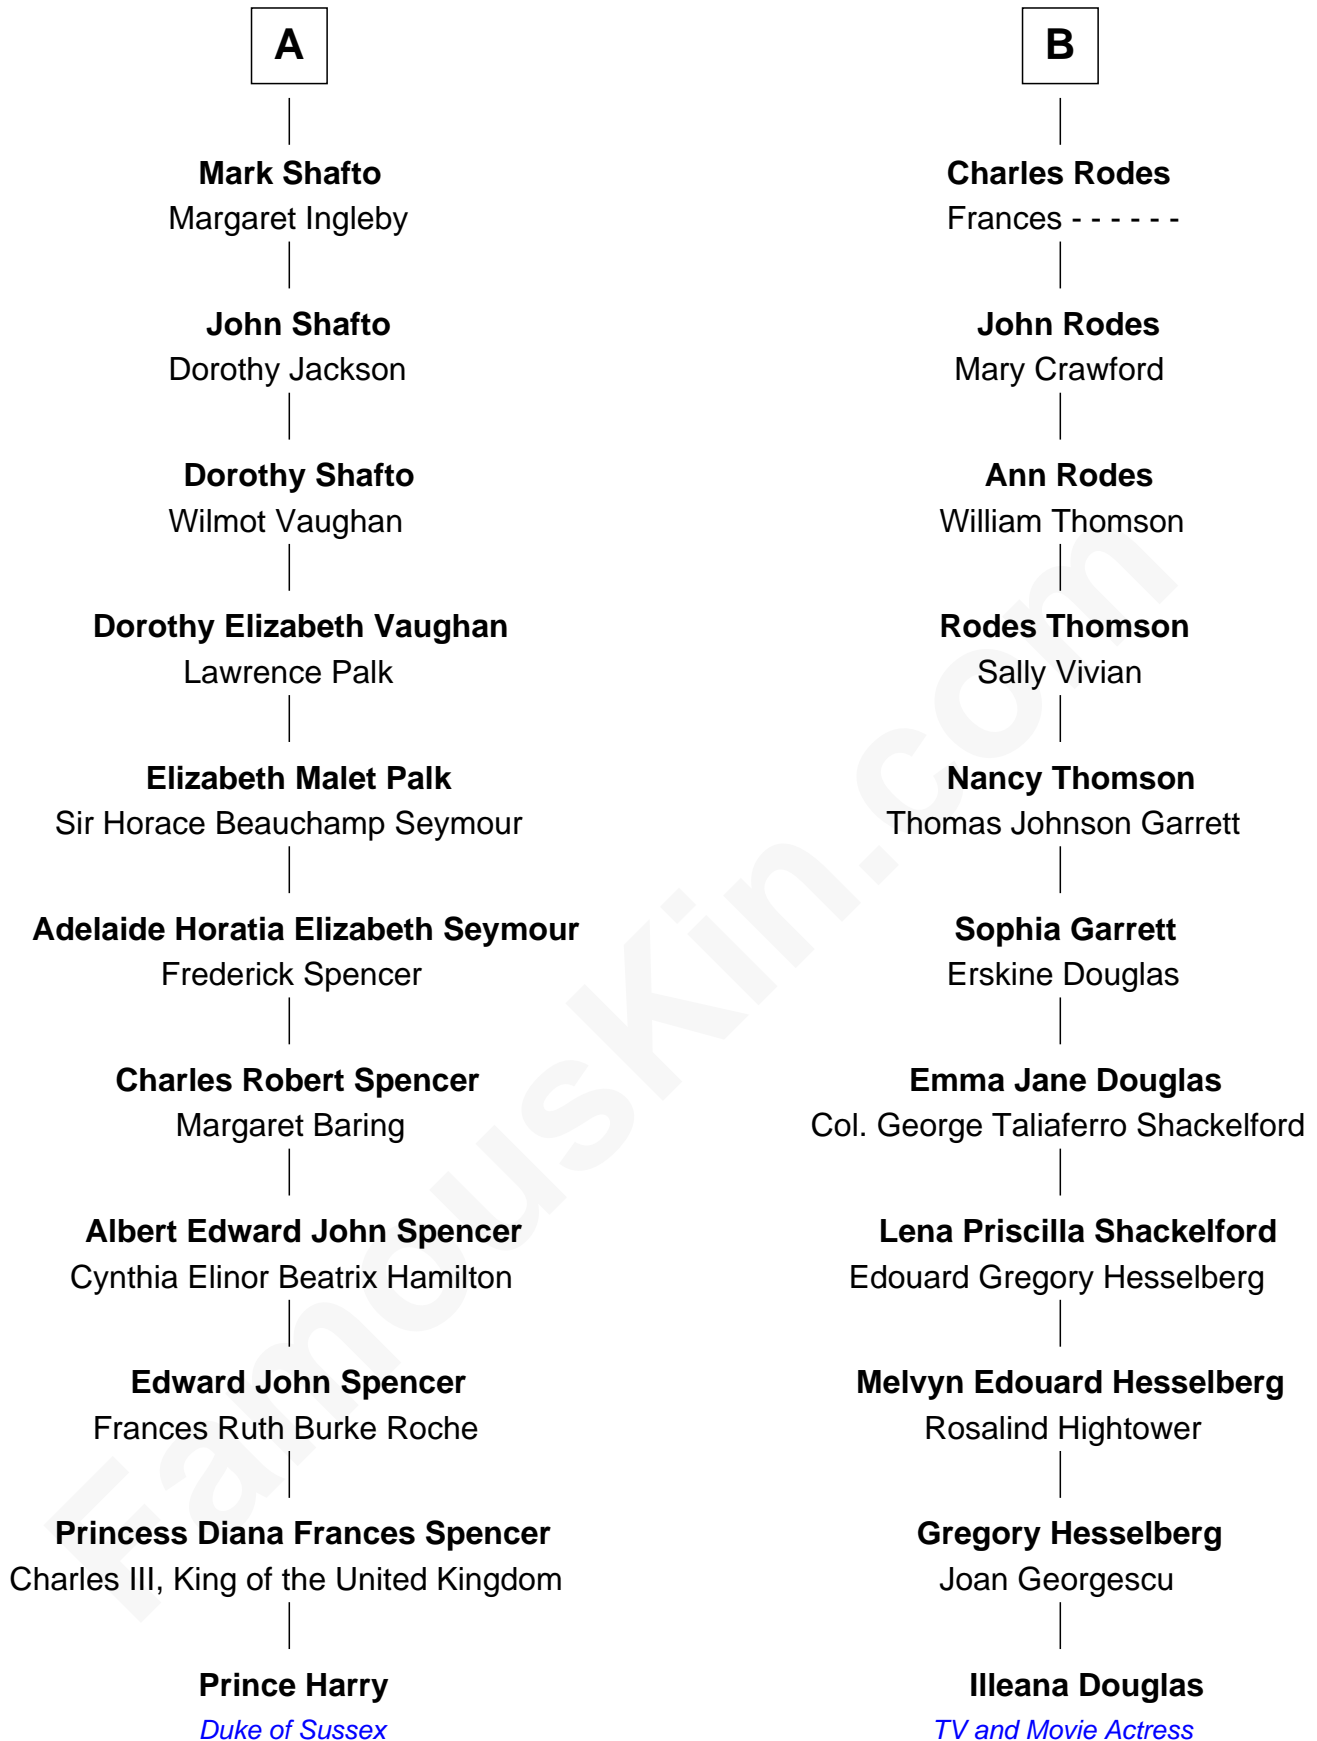 A
Mark Shafto
Margaret Ingleby
John Shafto
Dorothy Jackson
Dorothy Shafto
Wilmot Vaughan
Dorothy Elizabeth Vaughan
Lawrence Palk
Elizabeth Malet Palk
Sir Horace Beauchamp Seymour
Adelaide Horatia Elizabeth Seymour
Frederick Spencer
Charles Robert Spencer
Margaret Baring
Albert Edward John Spencer
Cynthia Elinor Beatrix Hamilton
Edward John Spencer
Frances Ruth Burke Roche
Princess Diana Frances Spencer
Charles III, King of the United Kingdom
Prince Harry
Duke of Sussex
B
Charles Rodes
Frances - - - - - -
John Rodes
Mary Crawford
Ann Rodes
William Thomson
Rodes Thomson
Sally Vivian
Nancy Thomson
Thomas Johnson Garrett
Sophia Garrett
Erskine Douglas
Emma Jane Douglas
Col. George Taliaferro Shackelford
Lena Priscilla Shackelford
Edouard Gregory Hesselberg
Melvyn Edouard Hesselberg
Rosalind Hightower
Gregory Hesselberg
Joan Georgescu
Illeana Douglas
TV and Movie Actress
FamousKin.com